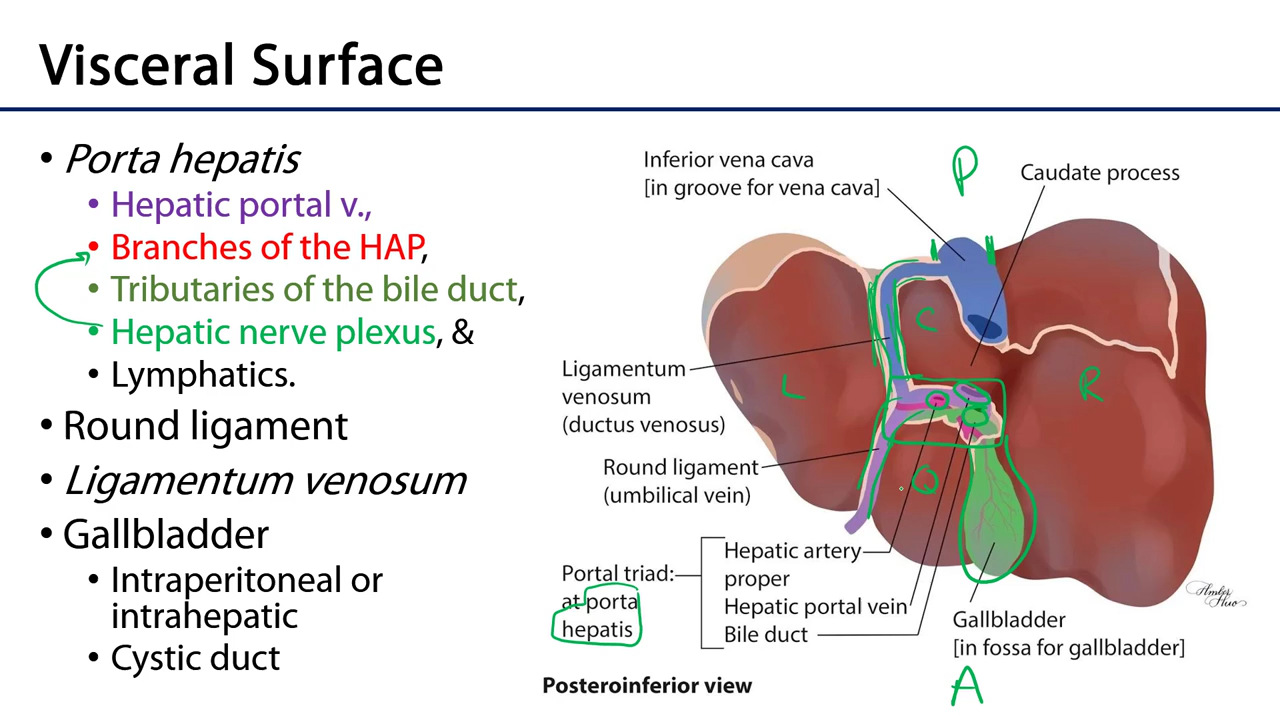 Visceral Surface
• Porta hepatis
• Hepatic portal v.,
• Branches of the HAP,
• Tributaries of the bile duct,
• Hepatic nerve plexus, &
• Lymphatics.
• Round ligament
• Ligamentum venosum
• Gallbladder
• Intraperitoneal or
intrahepatic
• Cystic duct
Inferior vena cava
[in groove for vena cava]
P
Caudate process
C
L
R
Q
Ligamentum
venosum
(ductus venosus)
Round ligament
(umbilical vein)
Portal triad:
at porta
hepatis
Hepatic artery
proper
Hepatic portal vein
Bile duct
Gallbladder
[in fossa for gallbladder]
A
Amber
Huo
Posteroinferior view